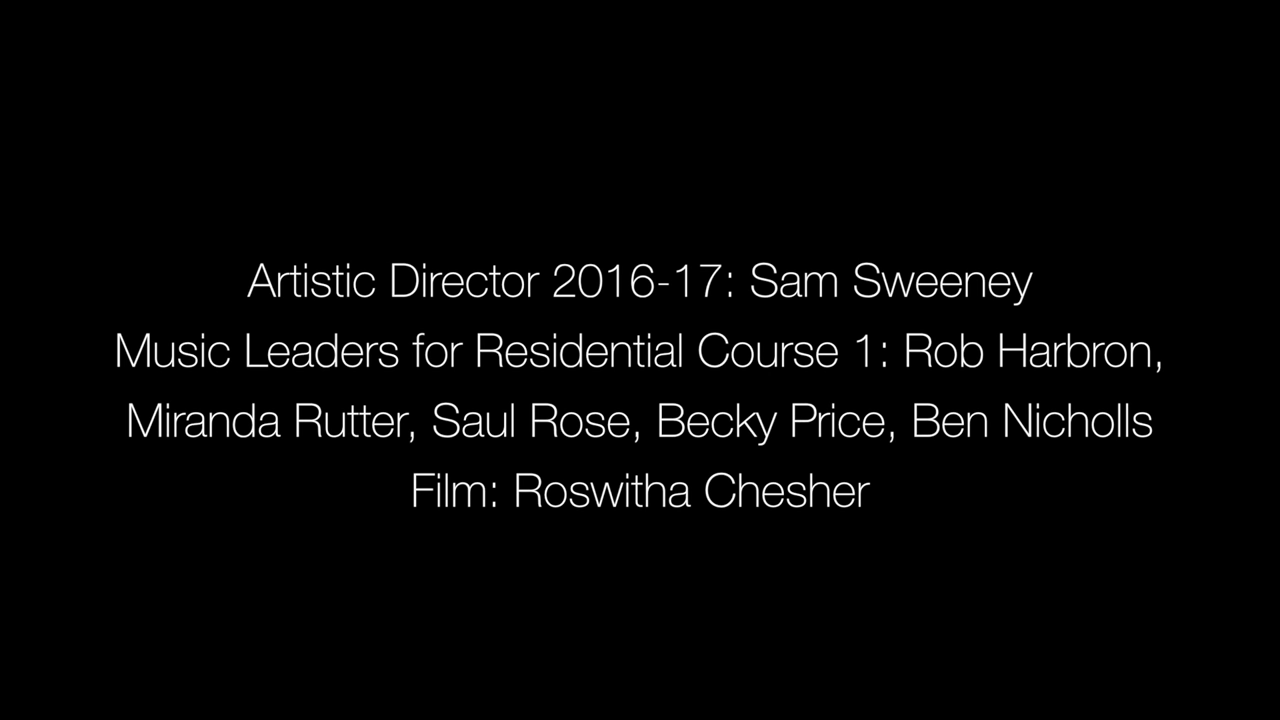 Artistic Director 2016-17: Sam Sweeney
Music Leaders for Residential Course 1: Rob Harbron,
Miranda Rutter, Saul Rose, Becky Price, Ben Nicholls
Film: Roswitha Chesher